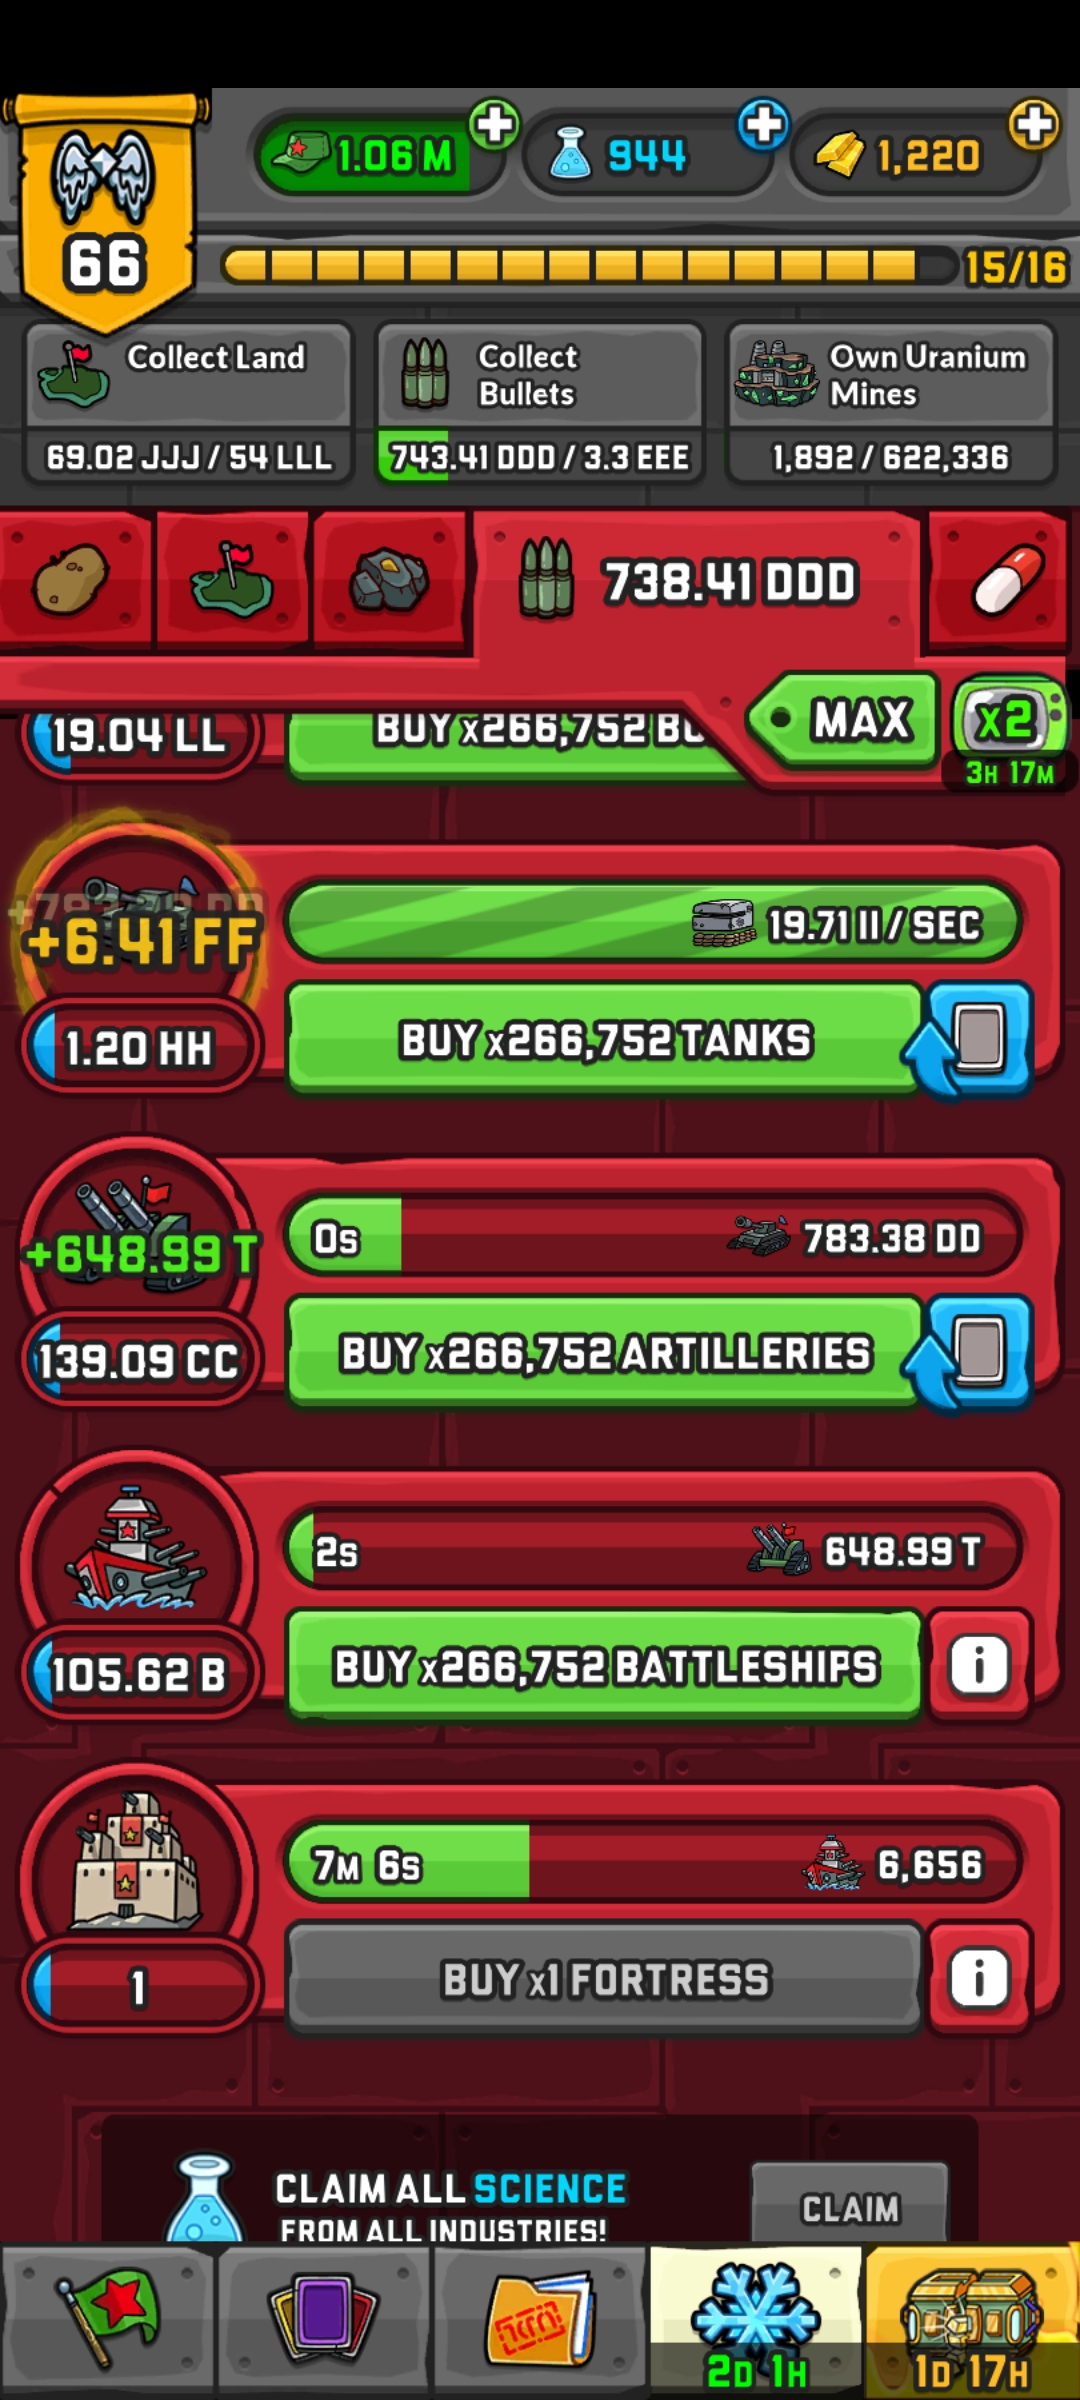 66
1.06 M
944
1,220
15/16
Collect Land
69.02 JJJ / 54 LLL
Collect
Bullets
743.41 DDD / 3.3 EEE
Own Uranium
Mines
1,892 / 622,336
738.41 DDD
MAX
x2
3H 17M
19.04 LL
BUY x266,752 BU
+6.41 FF
19.71 II / SEC
1.20 HH
BUY x266,752 TANKS
+648.99 T
0s
783.38 DD
139.09 CC
BUY x266,752 ARTILLERIES
2s
648.99 T
105.62 B
BUY x266,752 BATTLESHIPS
i
7M 6s
6,656
1
BUY x1 FORTRESS
i
CLAIM ALL SCIENCE
FROM ALL INDUSTRIES!
CLAIM
2D 1H
1D 17H